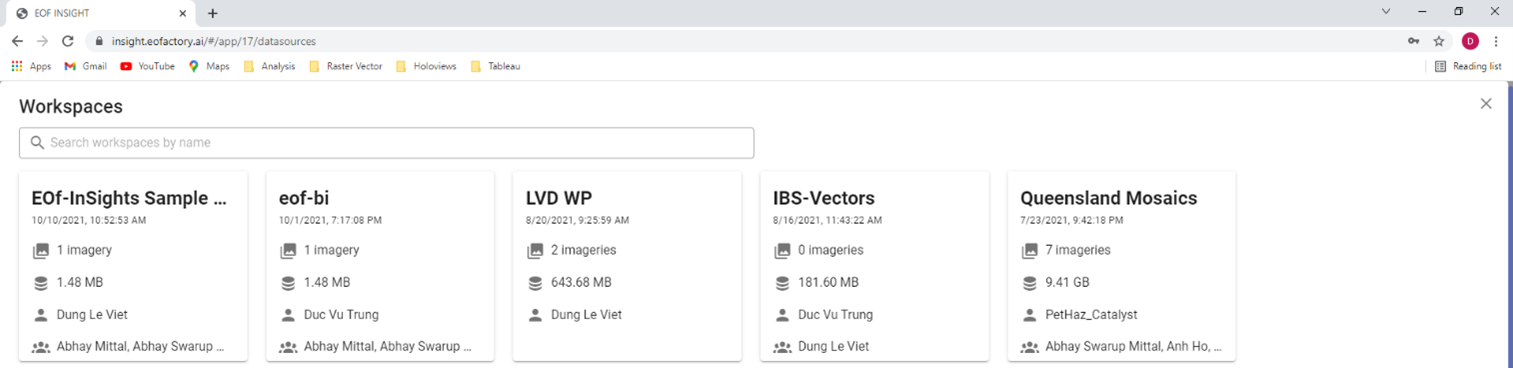 EOF INSIGHT
insight.eofactory.ai/#/app/17/datasources
D
Apps Gmail YouTube Maps Analysis Raster Vector Holoviews Tableau Reading list
Workspaces
Search workspaces by name
EOf-InSights Sample ...
10/10/2021, 10:52:53 AM
1 imagery
1.48 MB
Dung Le Viet
Abhay Mittal, Abhay Swarup ...
eof-bi
10/1/2021, 7:17:08 PM
1 imagery
1.48 MB
Duc Vu Trung
Abhay Mittal, Abhay Swarup ...
LVD WP
8/20/2021, 9:25:59 AM
2 imageries
643.68 MB
Dung Le Viet
IBS-Vectors
8/16/2021, 11:43:22 AM
0 imageries
181.60 MB
Duc Vu Trung
Dung Le Viet
Queensland Mosaics
7/23/2021, 9:42:18 PM
7 imageries
9.41 GB
PetHaz_Catalyst
Abhay Swarup Mittal, Anh Ho, ...